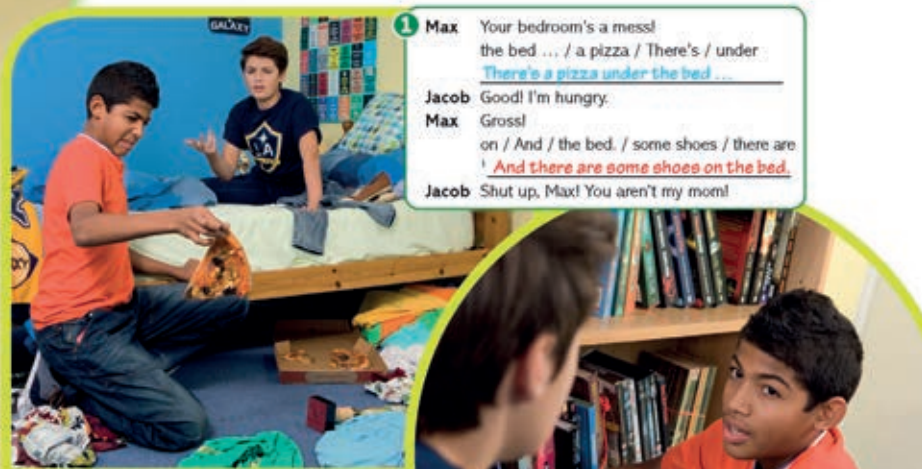 GALAXY
1 Max Your bedroom's a mess!
the bed ... / a pizza / There's / under
There's a pizza under the bed ...
Jacob Good! I'm hungry.
Max Gross!
on / And / the bed. / some shoes / there are
1 And there are some shoes on the bed.
Jacob Shut up, Max! You aren't my mom!